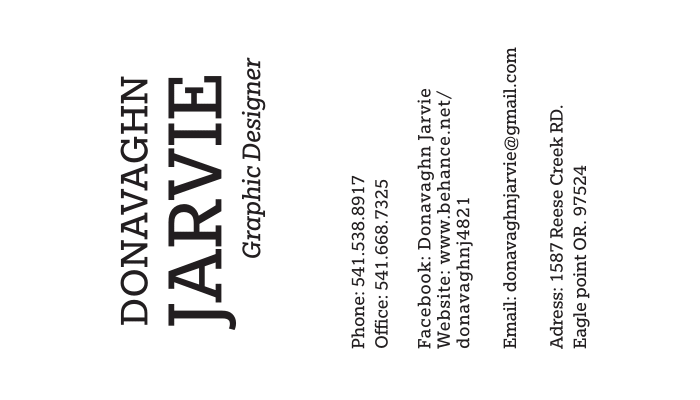 DONAVAGHN
JARVIE
Graphic Designer
Phone: 541.538.8917
Office: 541.668.7325
Facebook: Donavaghn Jarvie
Website: www.behance.net/
donavaghnj4821
Email: donavaghnjarvie@gmail.com
Adress: 1587 Reese Creek RD.
Eagle point OR. 97524